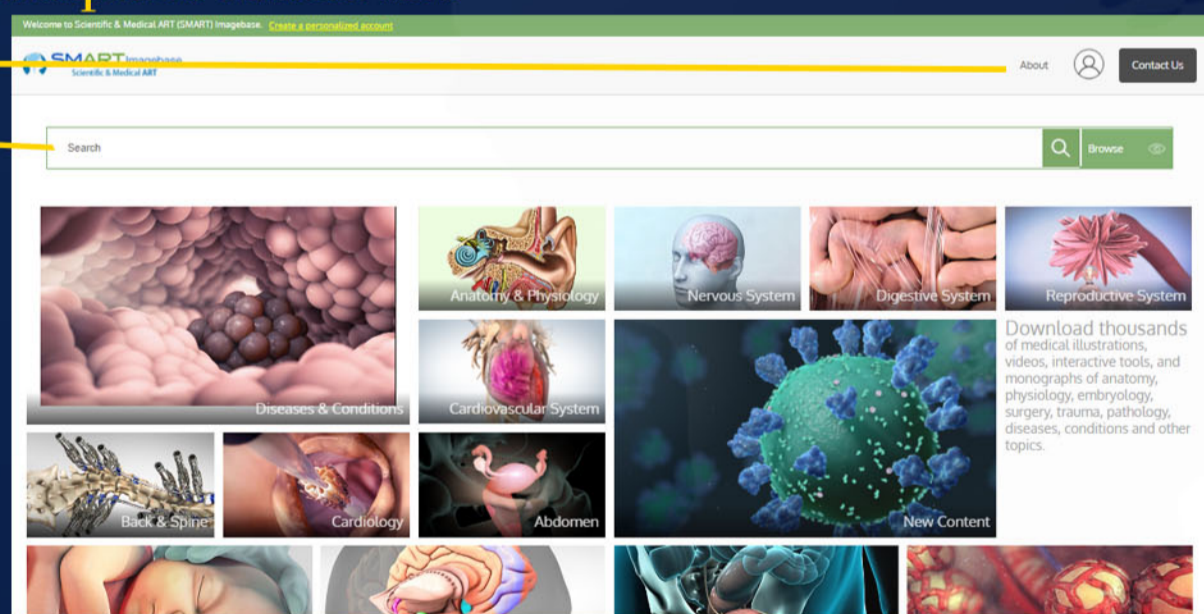 Welcome to Scientific & Medical ART (SMART) Imagebase. Create a personalized account
SMART Imagebase
Scientific & Medical ART
About
Contact Us
Search
Browse
Anatomy & Physiology
Nervous System
Digestive System
Reproductive System
Diseases & Conditions
Cardiovascular System
Download thousands
of medical illustrations,
videos, interactive tools, and
monographs of anatomy,
physiology, embryology,
surgery, trauma, pathology,
diseases, conditions and other
topics.
Back & Spine
Cardiology
Abdomen
New Content